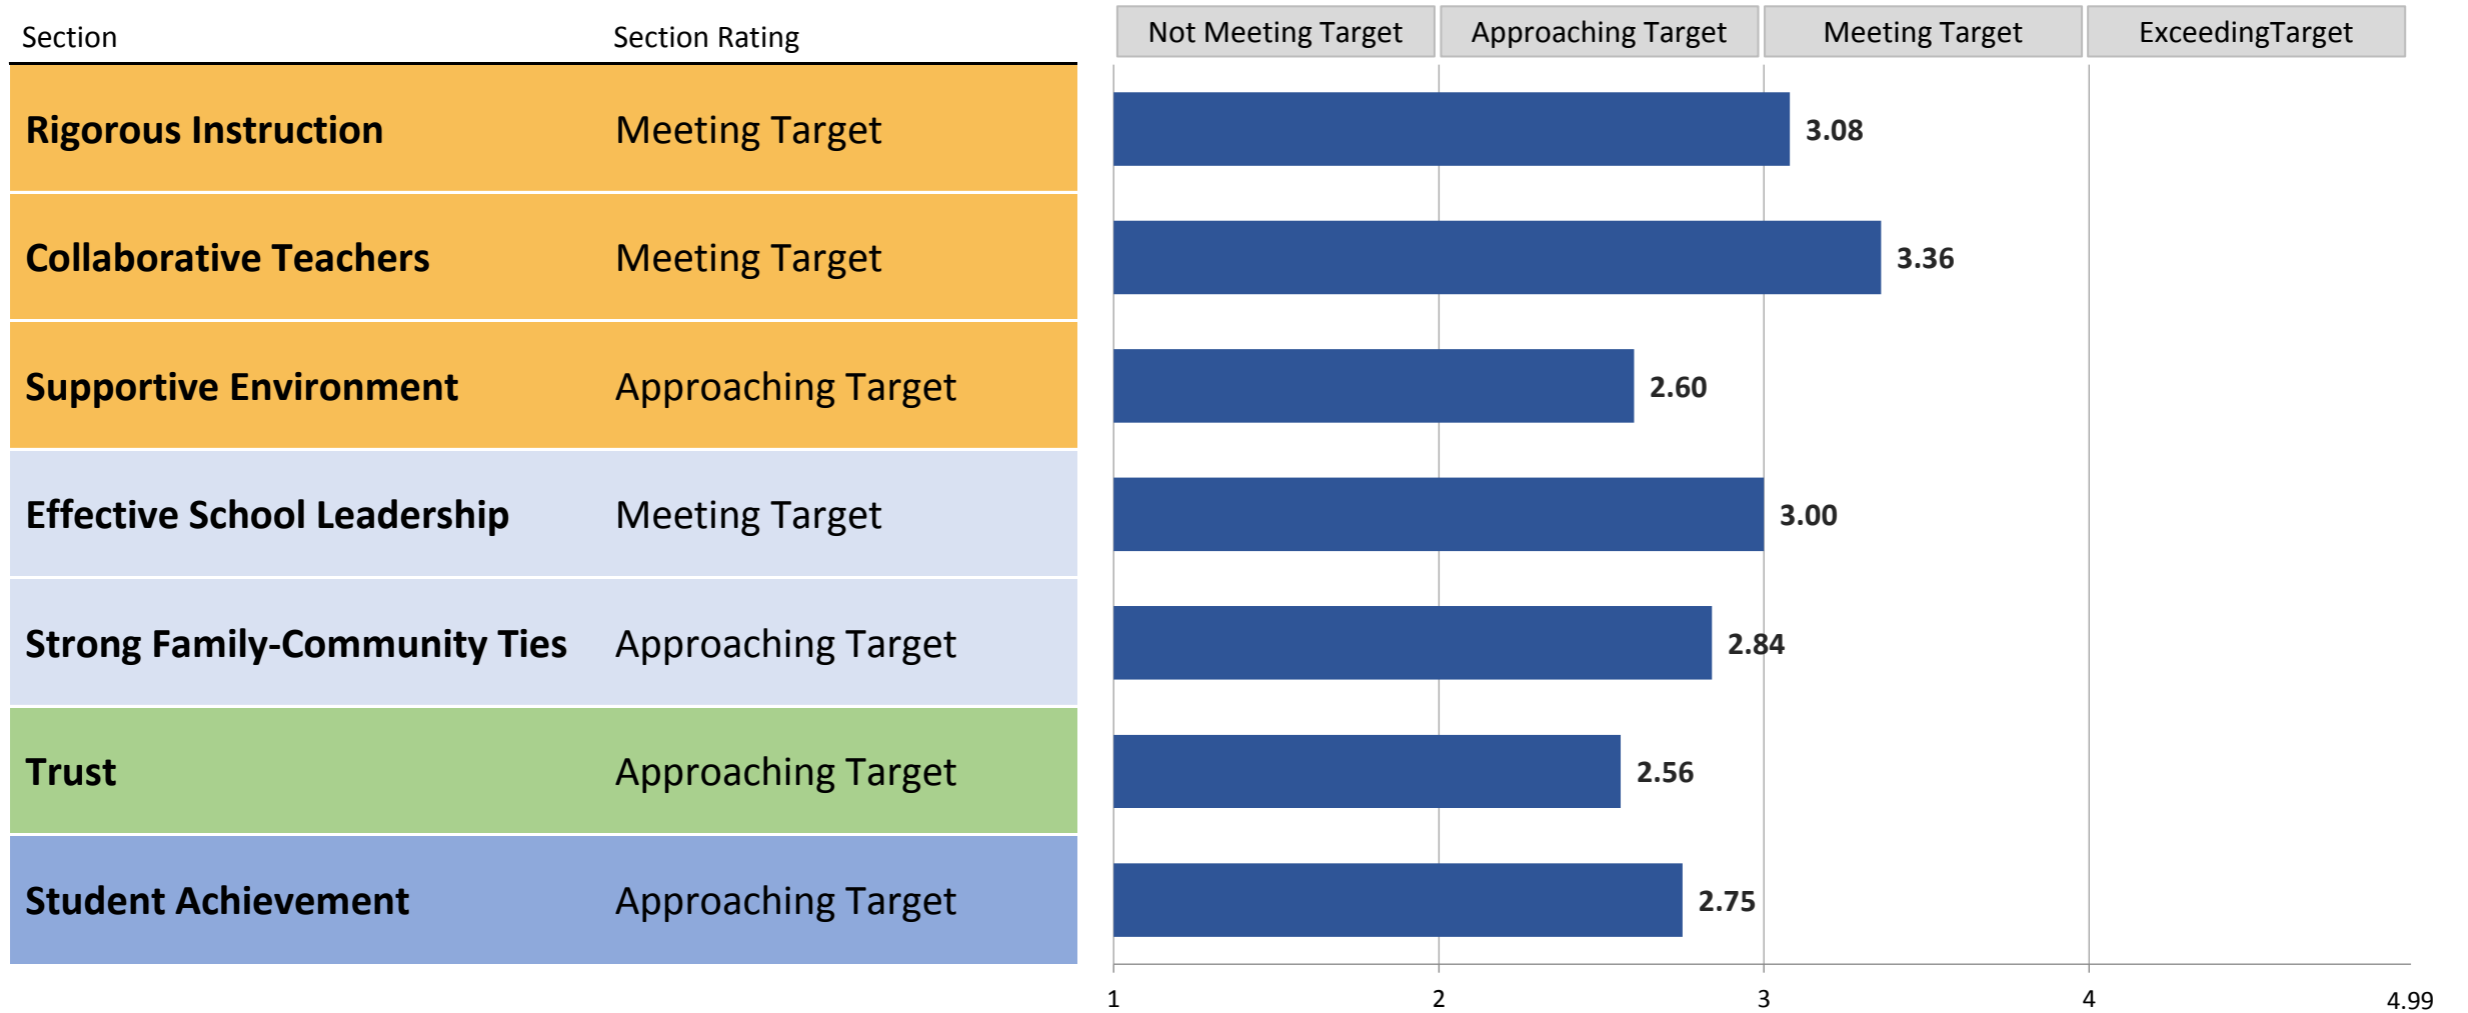 Section Section Rating Not Meeting Target Approaching Target Meeting Target ExceedingTarget
Rigorous Instruction Meeting Target 3.08
Collaborative Teachers Meeting Target 3.36
Supportive Environment Approaching Target 2.60
Effective School Leadership Meeting Target 3.00
Strong Family-Community Ties Approaching Target 2.84
Trust Approaching Target 2.56
Student Achievement Approaching Target 2.75
1 2 3 4 4.99